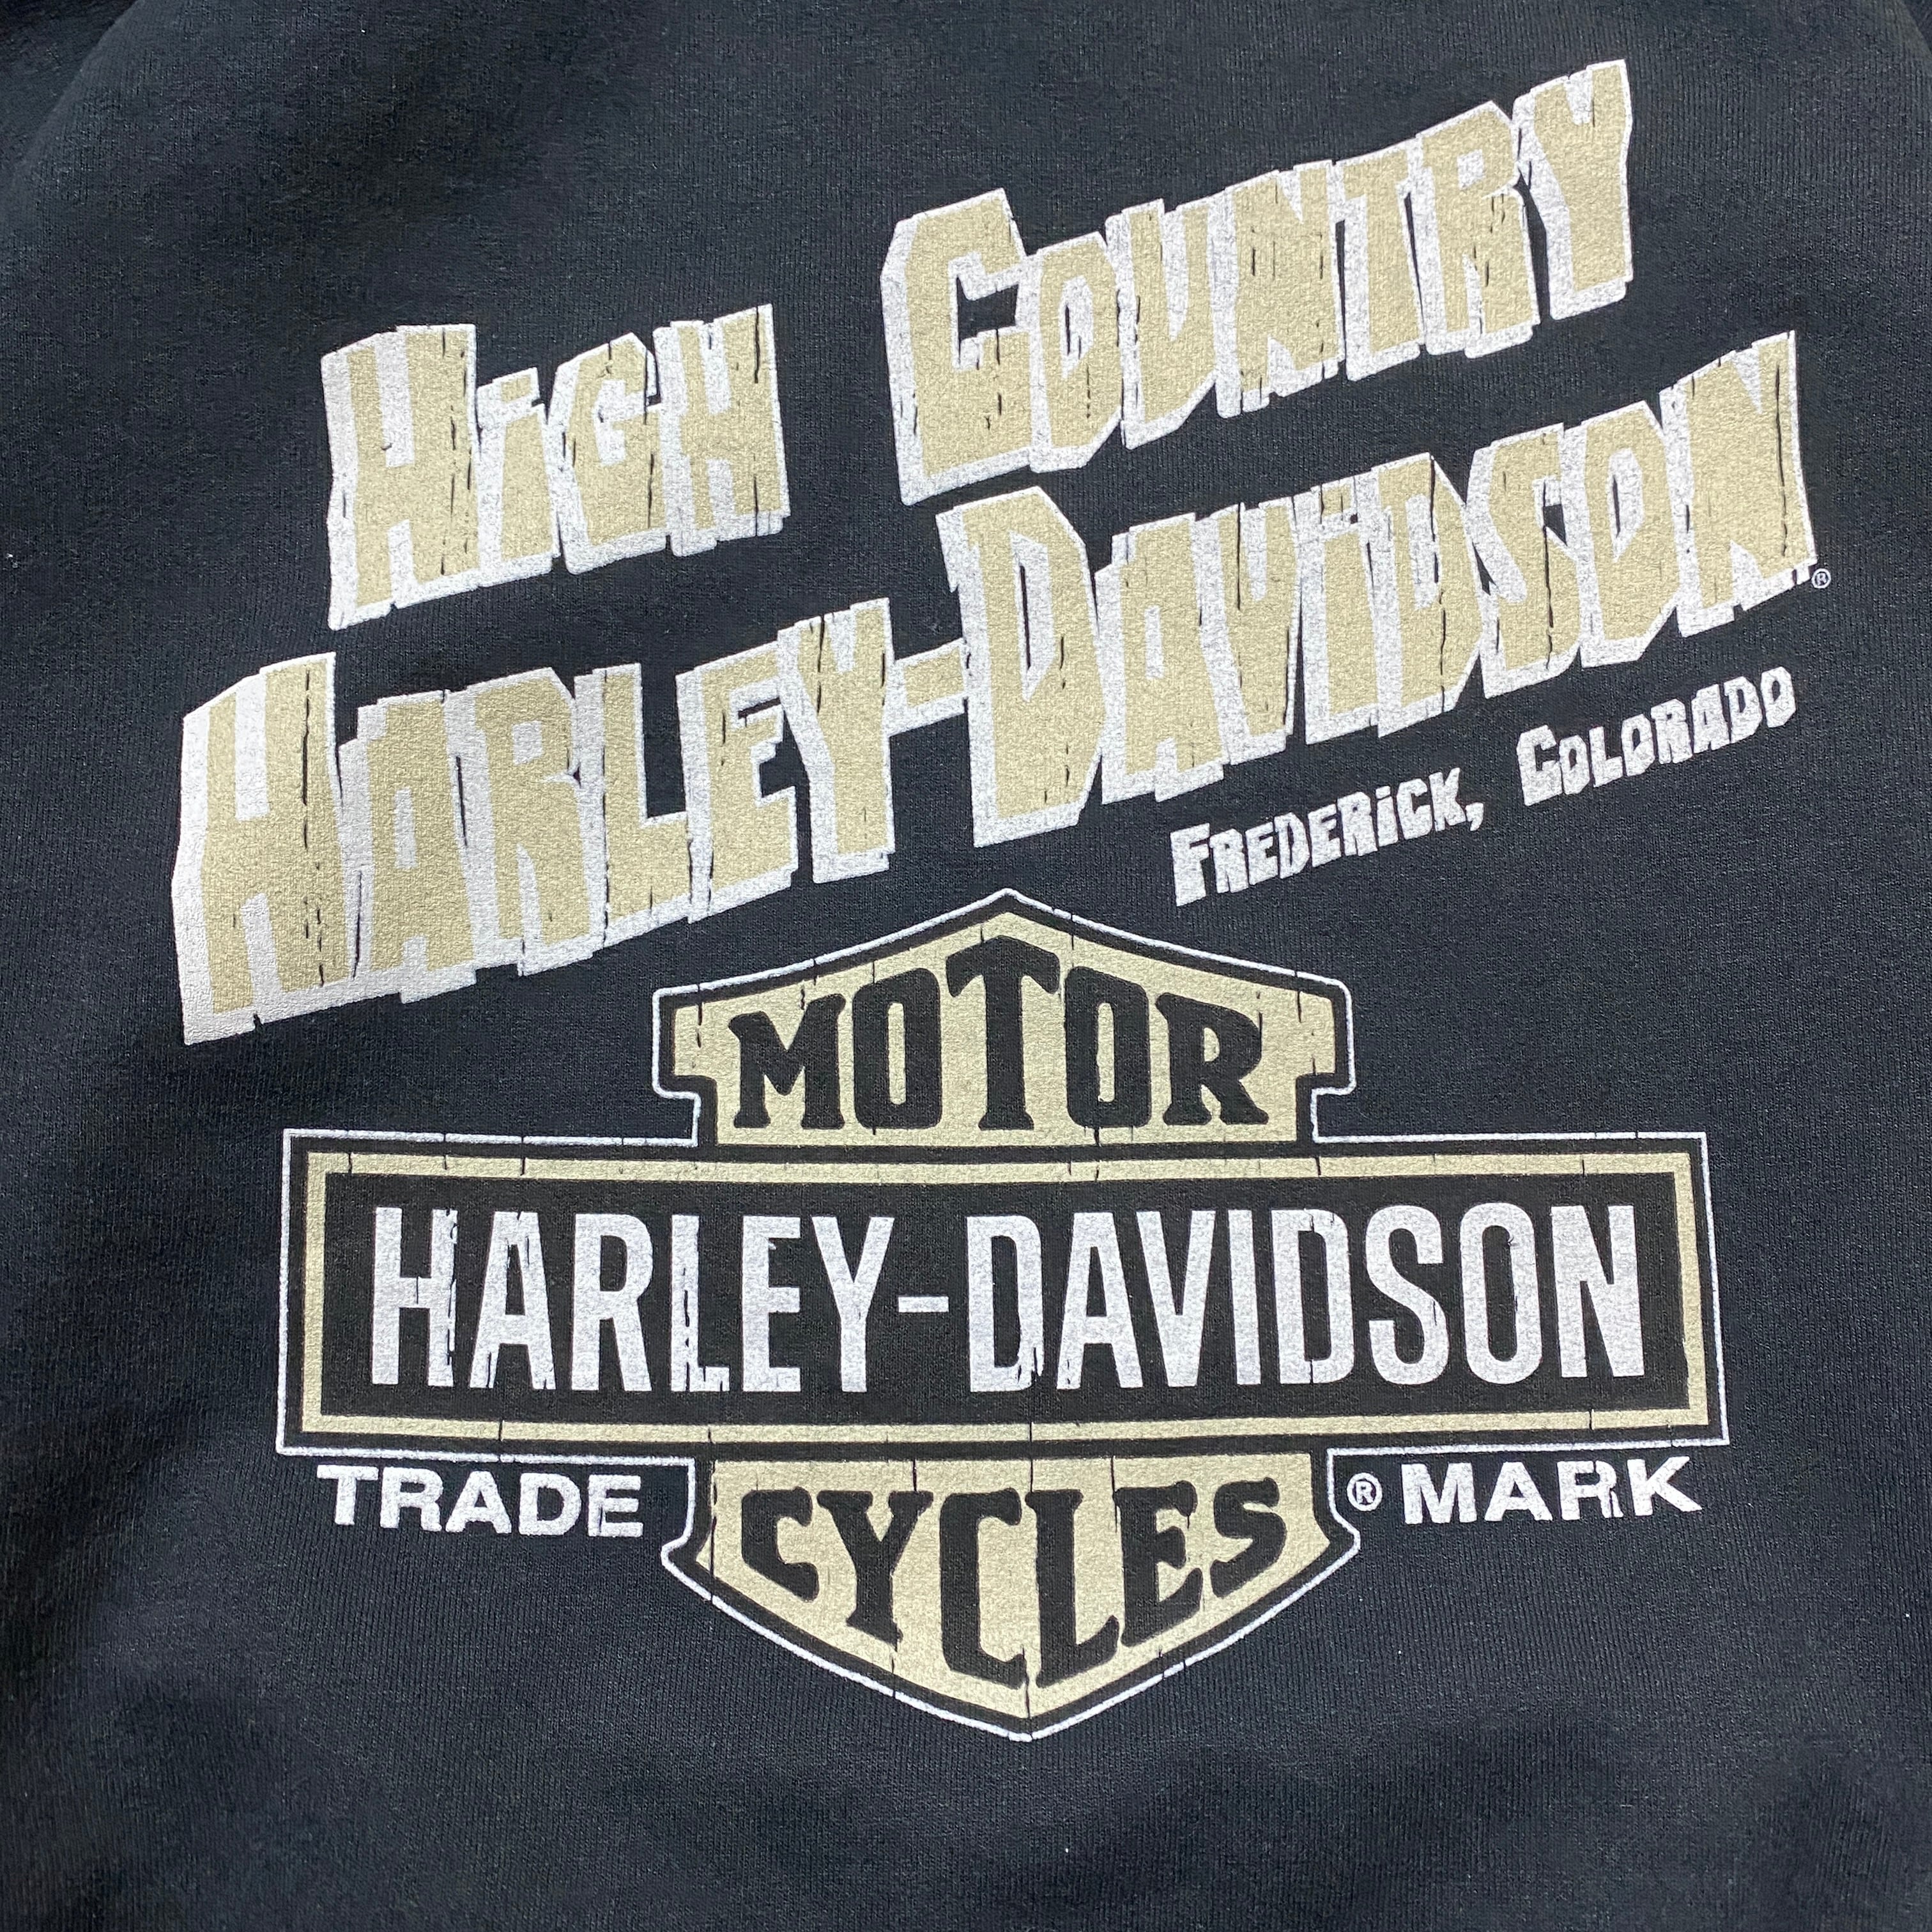 HiGH COUNTRY
HARLEY-DAViDSON®
FREDERiCK, COLORADO
MOTOR
HARLEY-DAVIDSON
TRADE ® MARK
CYCLES